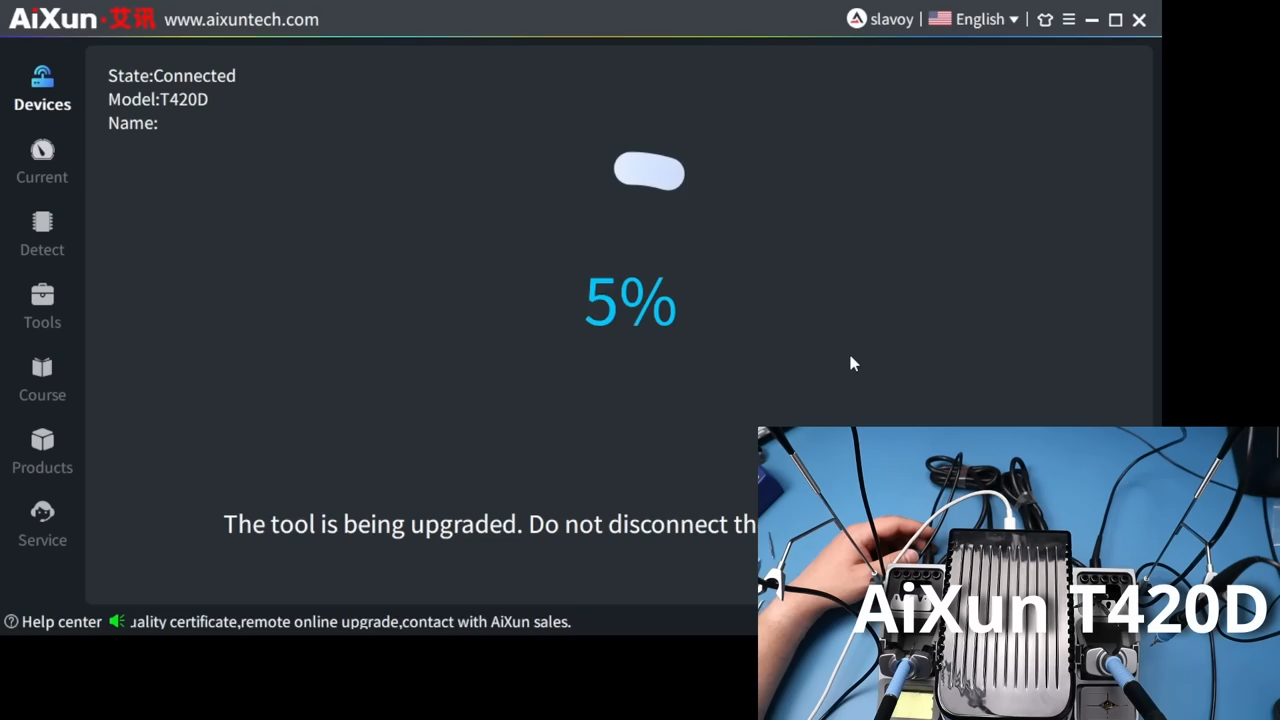 AiXun·艾讯 www.aixuntech.com
slavoy | English |
Devices
Current
Detect
Tools
Course
Products
Service
State:Connected
Model:T420D
Name:
5%
The tool is being upgraded. Do not disconnect th
Help center uality certificate,remote online upgrade,contact with AiXun sales.
AiXun T420D